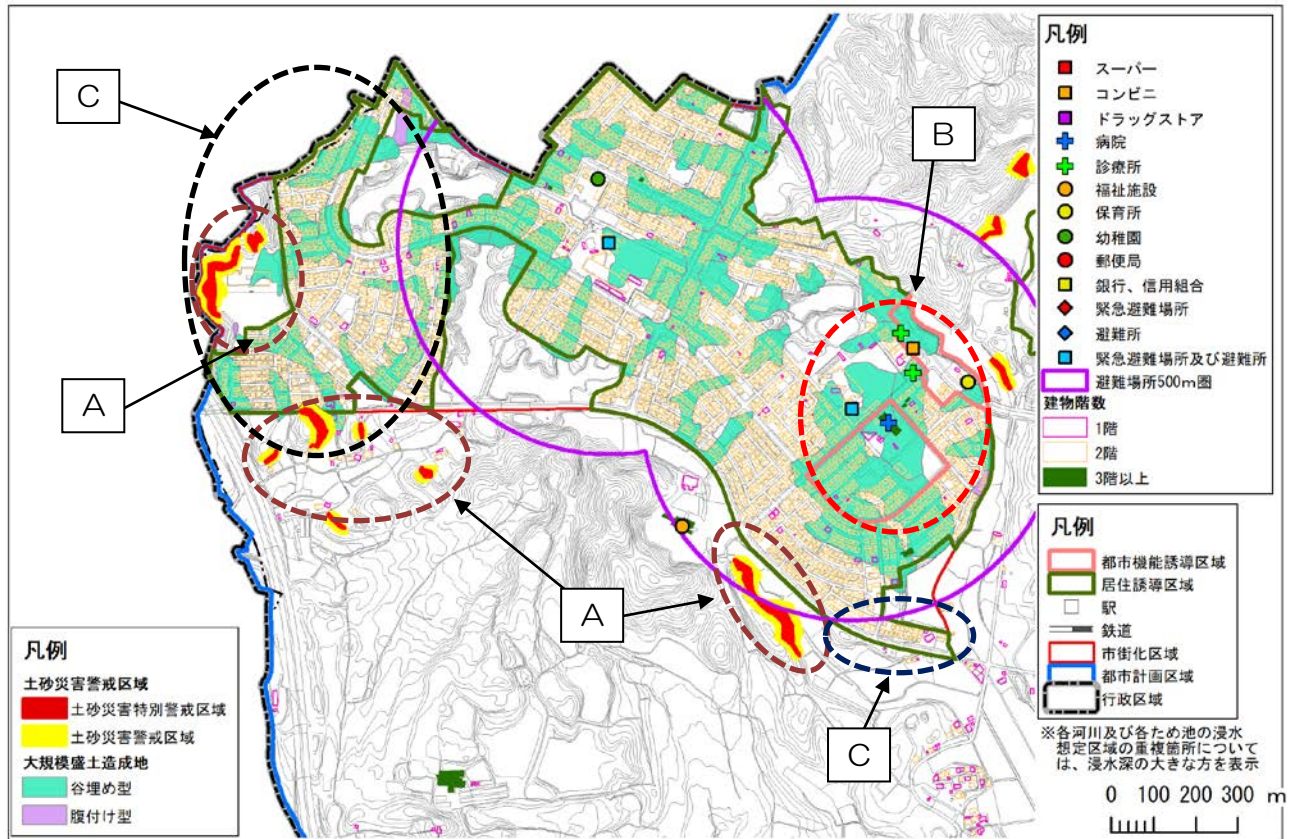 C
A
A
B
C
凡例
スーパー
コンビニ
ドラッグストア
病院
診療所
福祉施設
保育所
幼稚園
郵便局
銀行、信用組合
緊急避難場所
避難所
緊急避難場所及び避難所
避難場所500m圏
建物階数
1階
2階
3階以上
凡例
都市機能誘導区域
居住誘導区域
駅
鉄道
市街化区域
都市計画区域
行政区域
※各河川及び各ため池の浸水
想定区域の重複箇所について
は、浸水深の大きな方を表示
0 100 200 300 m
凡例
土砂災害警戒区域
土砂災害特別警戒区域
土砂災害警戒区域
大規模盛土造成地
谷埋め型
腹付け型